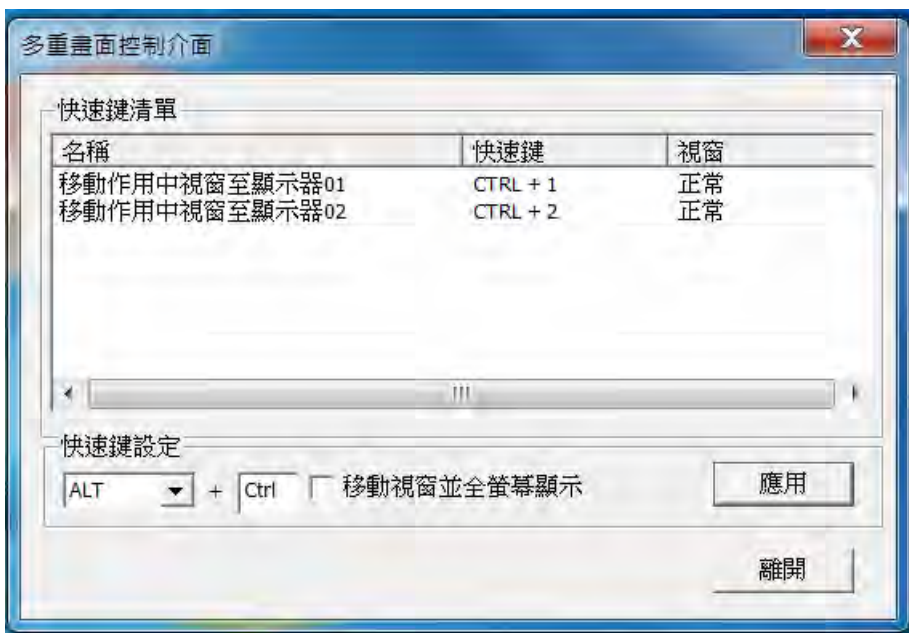 多重畫面控制介面
快速鍵清單
名稱 快速鍵 視窗
移動作用中視窗至顯示器01 CTRL + 1 正常
移動作用中視窗至顯示器02 CTRL + 2 正常
快速鍵設定
ALT + Ctrl 移動視窗並全螢幕顯示 應用
離開